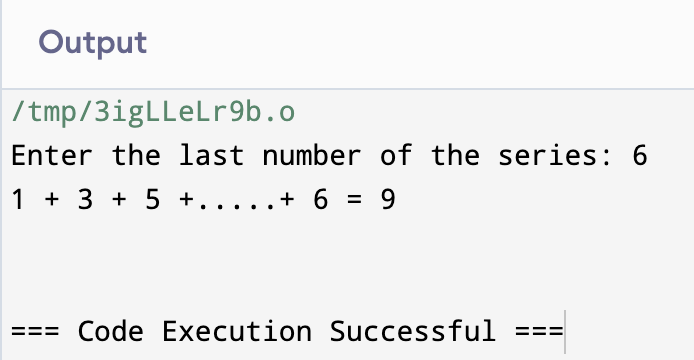 Output
/tmp/3igLLeLr9b.o
Enter the last number of the series: 6
1 + 3 + 5 +.....+ 6 = 9
=== Code Execution Successful ===